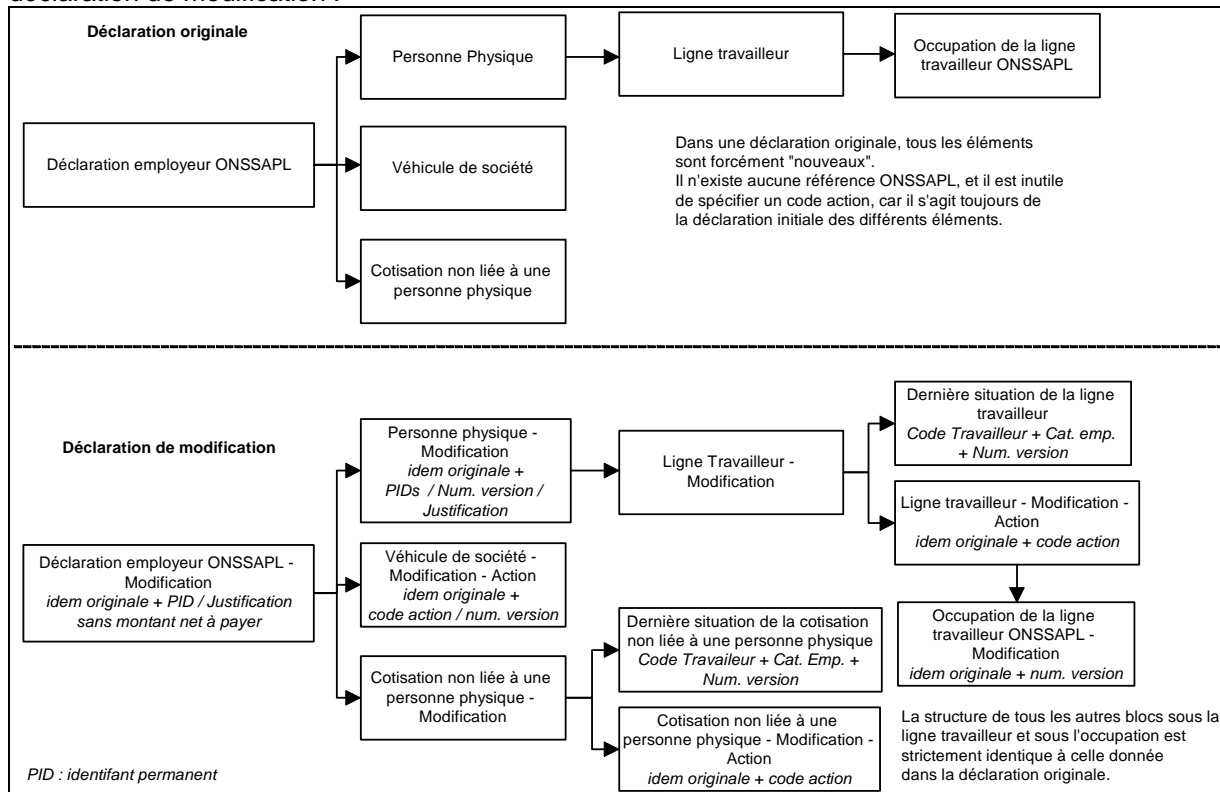 déclaration de modification :
Déclaration originale
Personne Physique
Ligne travailleur
Occupation de la ligne
travailleur ONSSAPL
Déclaration employeur ONSSAPL
Véhicule de société
Cotisation non liée à une
personne physique
Dans une déclaration originale, tous les éléments
sont forcément "nouveaux".
Il n'existe aucune référence ONSSAPL, et il est inutile
de spécifier un code action, car il s'agit toujours de
la déclaration initiale des différents éléments.
Déclaration de modification
Personne physique -
Modification
idem originale +
PIDs / Num. version /
Justification
Ligne Travailleur -
Modification
Dernière situation de la ligne
travailleur
Code Travailleur + Cat. emp.
+ Num. version
Ligne travailleur - Modification -
Action
idem originale + code action
Déclaration employeur ONSSAPL -
Modification
idem originale + PID / Justification
sans montant net à payer
Véhicule de société -
Modification - Action
idem originale +
code action / num. version
Occupation de la ligne
travailleur ONSSAPL -
Modification
idem originale + num. version
Cotisation non liée à une
personne physique -
Modification
Dernière situation de la cotisation
non liée à une personne physique
Code Travaileur + Cat. Emp. +
Num. version
Cotisation non liée à une
personne physique - Modification -
Action
idem originale + code action
La structure de tous les autres blocs sous la
ligne travailleur et sous l'occupation est
strictement identique à celle donnée
dans la déclaration originale.
PID : identifant permanent